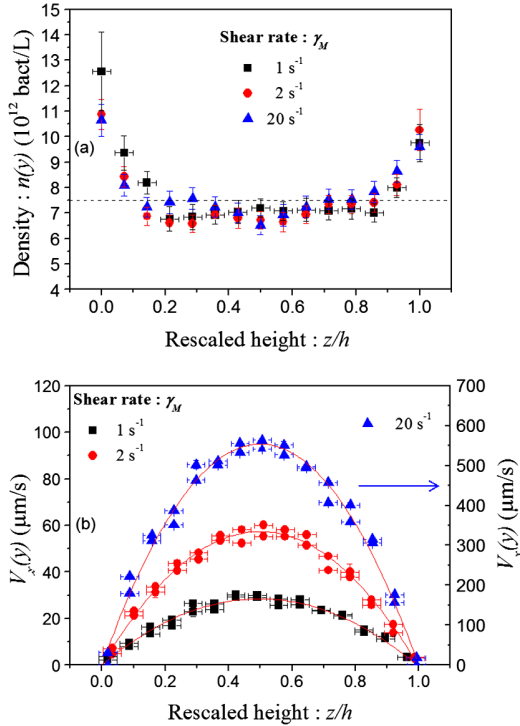 Shear rate : γM
1 s-1
2 s-1
20 s-1
(a)
Density : n(y) (10^12 bact/L)
15
14
13
12
11
10
9
8
7
6
5
4
0.0 0.2 0.4 0.6 0.8 1.0
Rescaled height : z/h
Shear rate : γM
1 s-1
2 s-1
20 s-1
(b)
Vx(y) (μm/s)
120
100
80
60
40
20
0
700
600
500
400
300
200
100
0
Vx(y) (μm/s)
0.0 0.2 0.4 0.6 0.8 1.0
Rescaled height : z/h